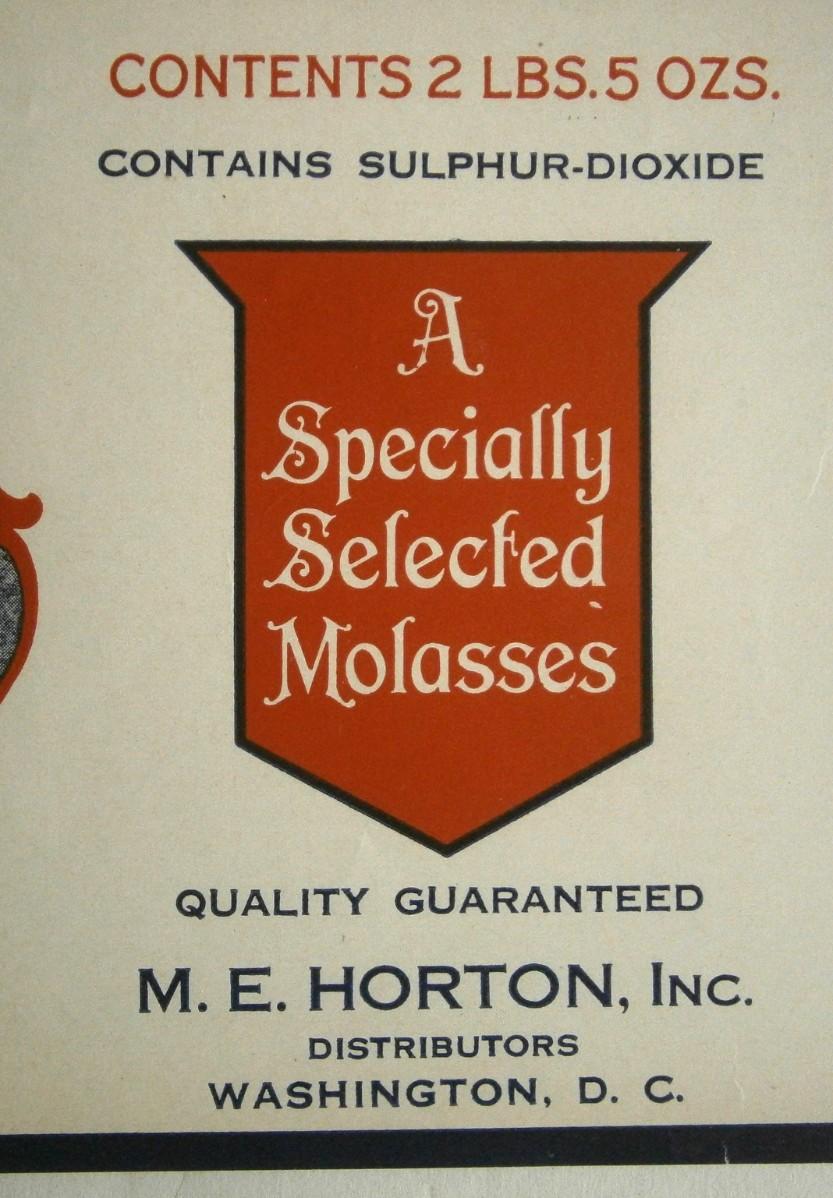 CONTENTS 2 LBS. 5 OZS.
CONTAINS SULPHUR-DIOXIDE
A
Specially
Selected
Molasses
QUALITY GUARANTEED
M. E. HORTON, INC.
DISTRIBUTORS
WASHINGTON, D. C.